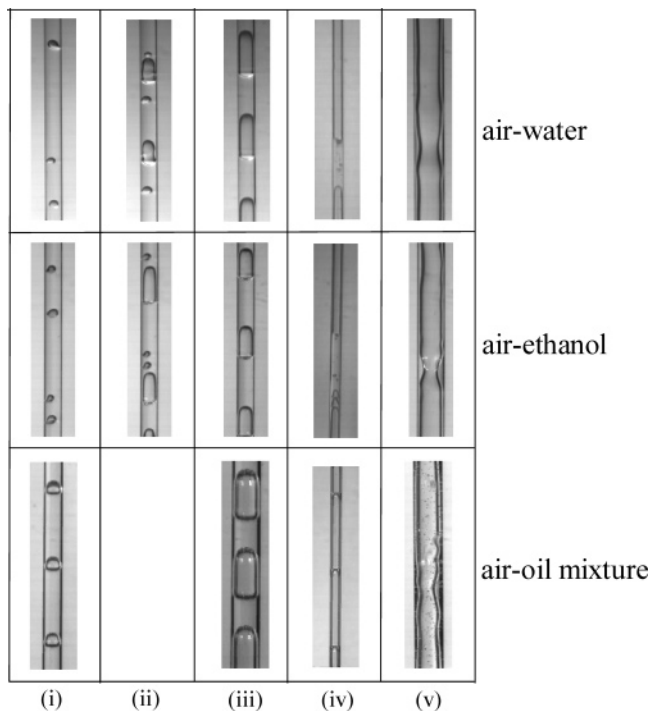 air-water
air-ethanol
air-oil mixture
(i) (ii) (iii) (iv) (v)